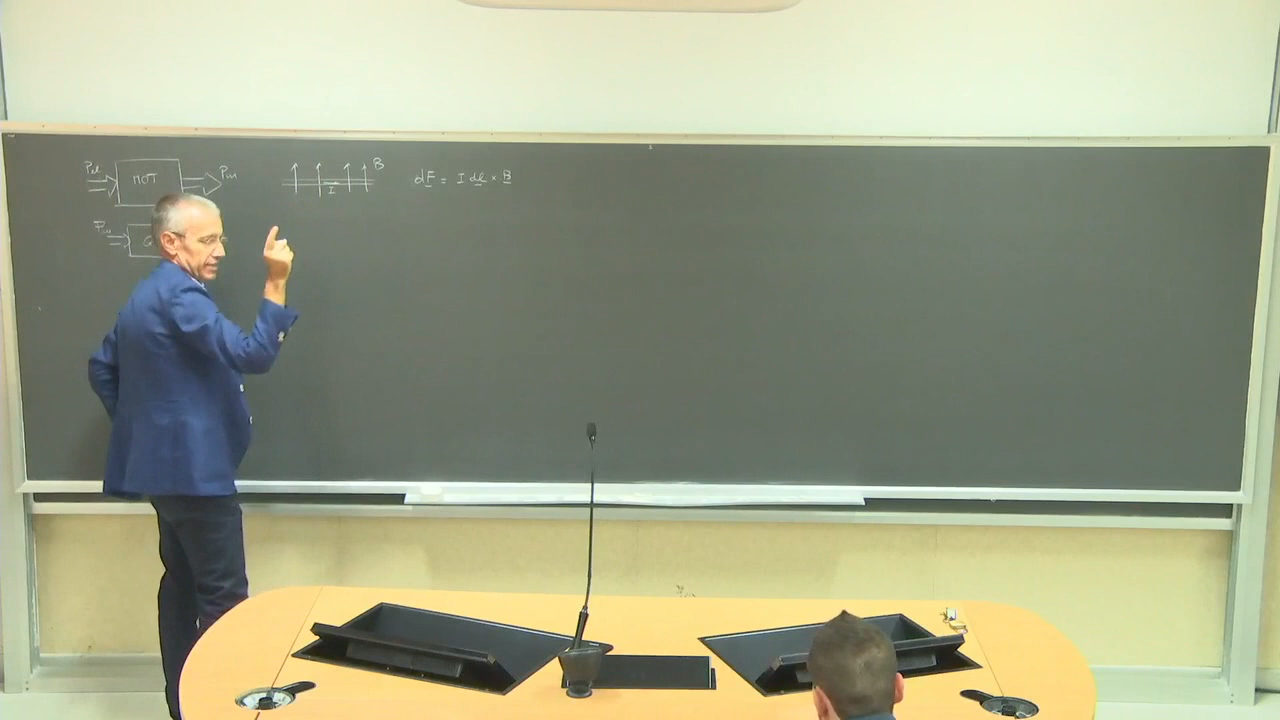 Pel MOT Pm
B
I
dF = I dl × B
Pm G